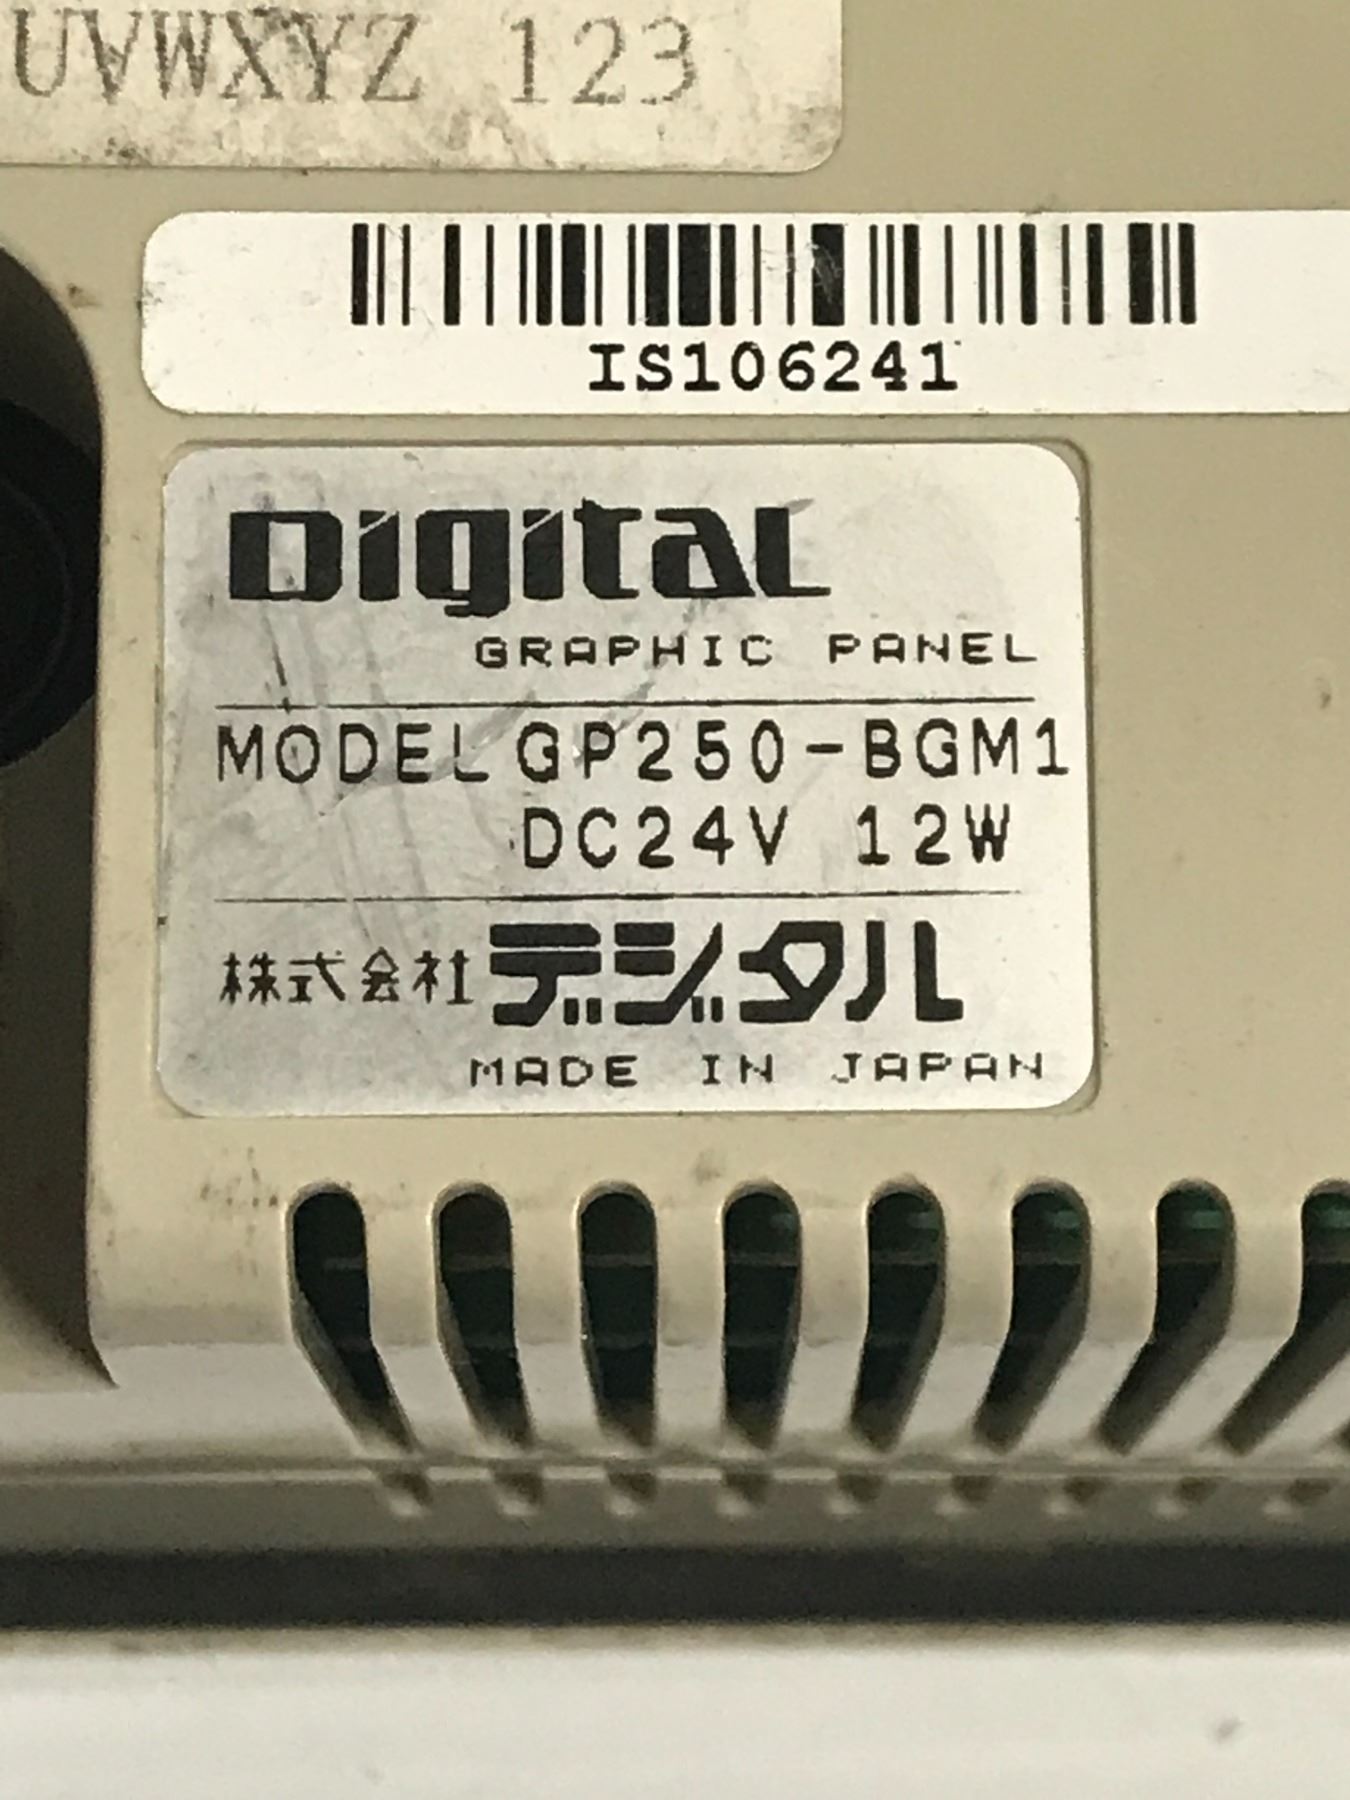 UVWXYZ 123
IS106241
Digital
GRAPHIC PANEL
MODEL GP250-BGM1
DC24V 12W
株式会社デジタル
MADE IN JAPAN